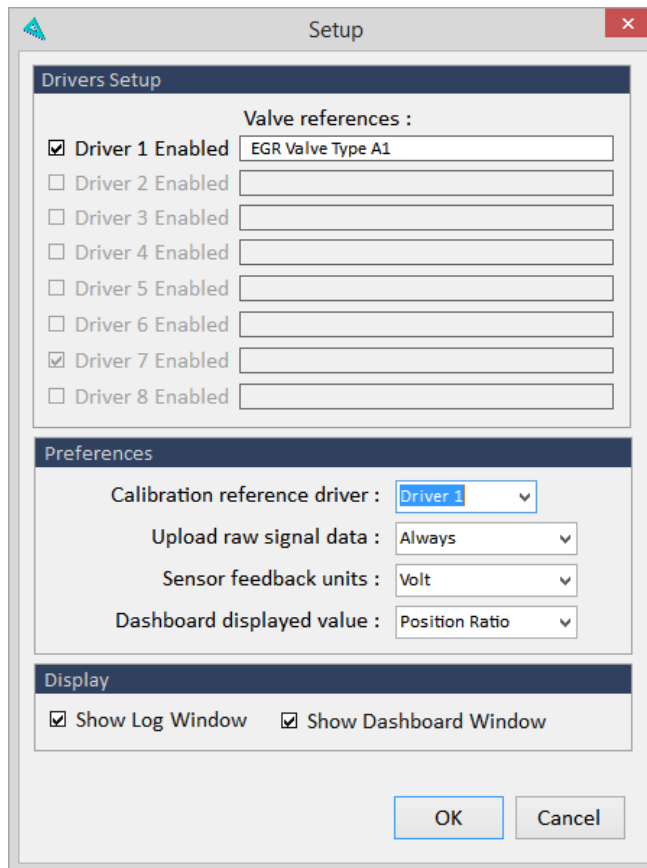 Setup
Drivers Setup
Valve references :
Driver 1 Enabled EGR Valve Type A1
Driver 2 Enabled
Driver 3 Enabled
Driver 4 Enabled
Driver 5 Enabled
Driver 6 Enabled
Driver 7 Enabled
Driver 8 Enabled
Preferences
Calibration reference driver : Driver 1
Upload raw signal data : Always
Sensor feedback units : Volt
Dashboard displayed value : Position Ratio
Display
Show Log Window Show Dashboard Window
OK Cancel